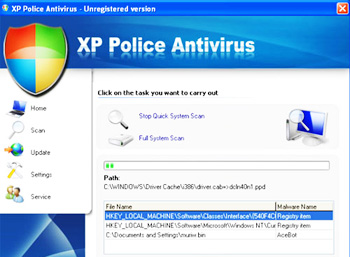 XP Police Antivirus - Unregistered version
XP Police Antivirus
Click on the task you want to carry out
Home
Stop Quick System Scan
Scan
Full System Scan
Update
Settings
Path:
C:\WINDOWS\Driver Cache\i386\driver.cab=>dcln40n1.ppd
Service
File Name Malware Name
HKEY_LOCAL_MACHINE\Software\Classes\Interface\{540F4C Registry item
HKEY_LOCAL_MACHINE\Software\Microsoft\Windows NT\Cur Registry item
C:\Documents and Settings\ AceBot